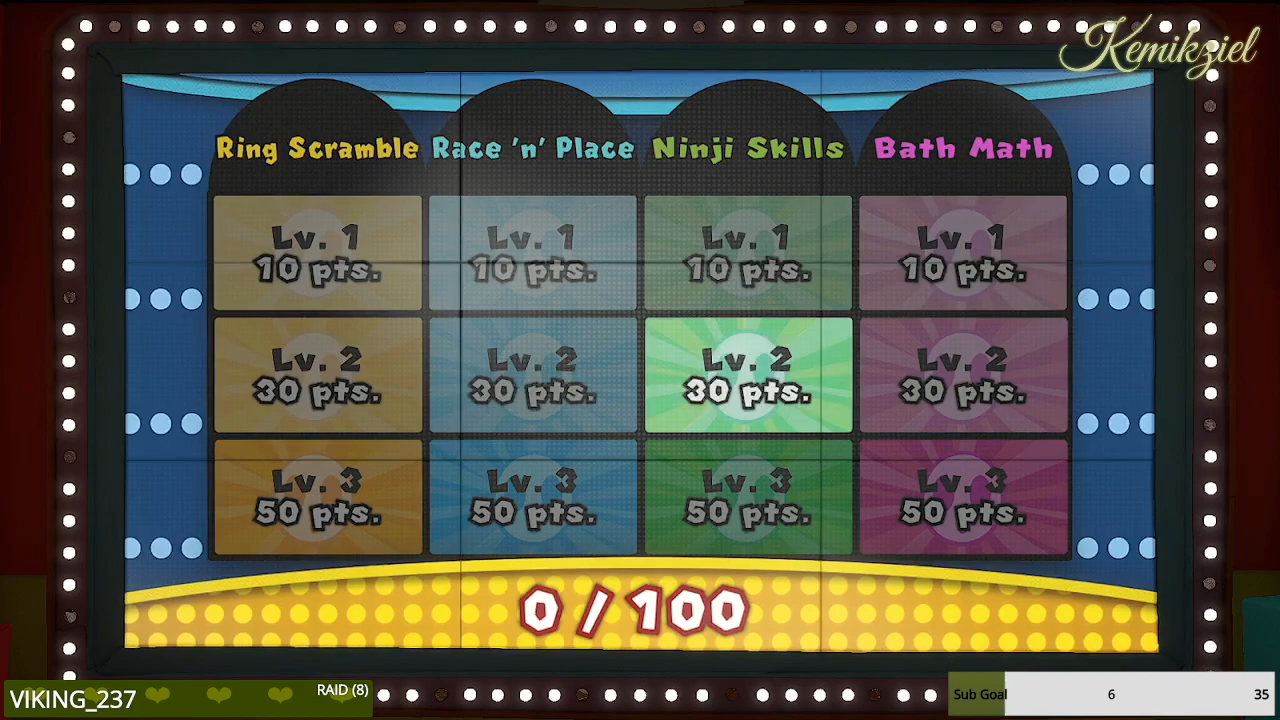 Kemikziel
Ring Scramble Race 'n' Place Ninji Skills Bath Math
Lv. 1 Lv. 1 Lv. 1 Lv. 1
10 pts. 10 pts. 10 pts. 10 pts.
Lv. 2 Lv. 2 Lv. 2 Lv. 2
30 pts. 30 pts. 30 pts. 30 pts.
Lv. 3 Lv. 3 Lv. 3 Lv. 3
50 pts. 50 pts. 50 pts. 50 pts.
0 / 100
VIKING_237 RAID (8)
Sub Goal 6 35